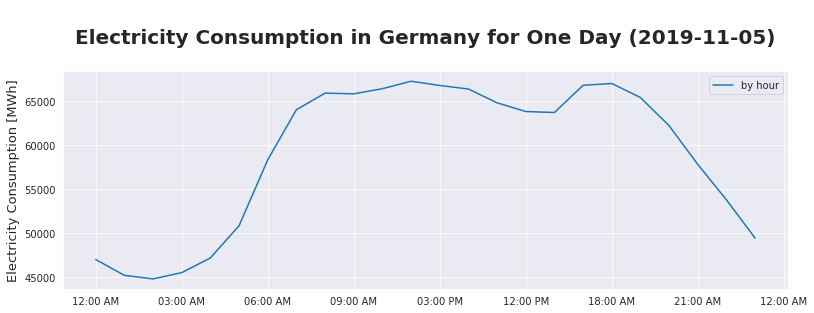 Electricity Consumption in Germany for One Day (2019-11-05)
by hour
Electricity Consumption [MWh]
65000
60000
55000
50000
45000
12:00 AM 03:00 AM 06:00 AM 09:00 AM 03:00 PM 12:00 PM 18:00 AM 21:00 AM 12:00 AM